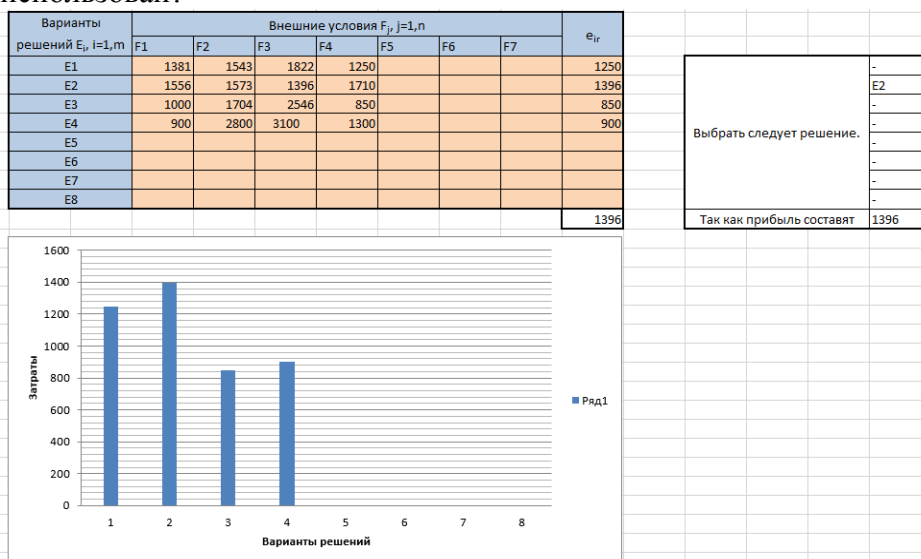 использован?
Варианты решений Ei, i=1,m
Внешние условия Fj, j=1,n
eir
F1 F2 F3 F4 F5 F6 F7
E1 1381 1543 1822 1250 1250
E2 1556 1573 1396 1710 1396
E3 1000 1704 2546 850 850
E4 900 2800 3100 1300 900
E5
E6
E7
E8
1396
Выбрать следует решение.
-
E2
-
-
-
-
-
-
Так как прибыль составят 1396
1600
1400
1200
1000
800
600
400
200
0
Затраты
1 2 3 4 5 6 7 8
Варианты решений
Ряд1